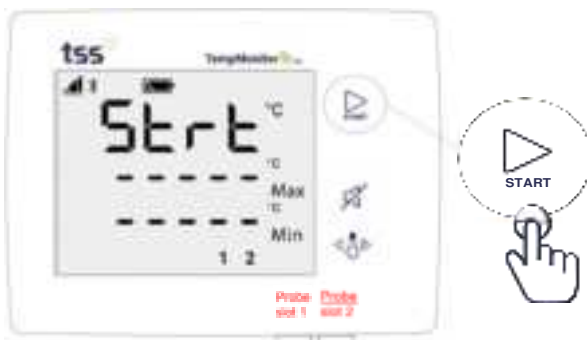 tss
TempMonitor
1
Strt
°C
START
°C
- - - - -
Max
°C
- - - - -
Min
1 2
START
Probe Probe
slot 1 slot 2